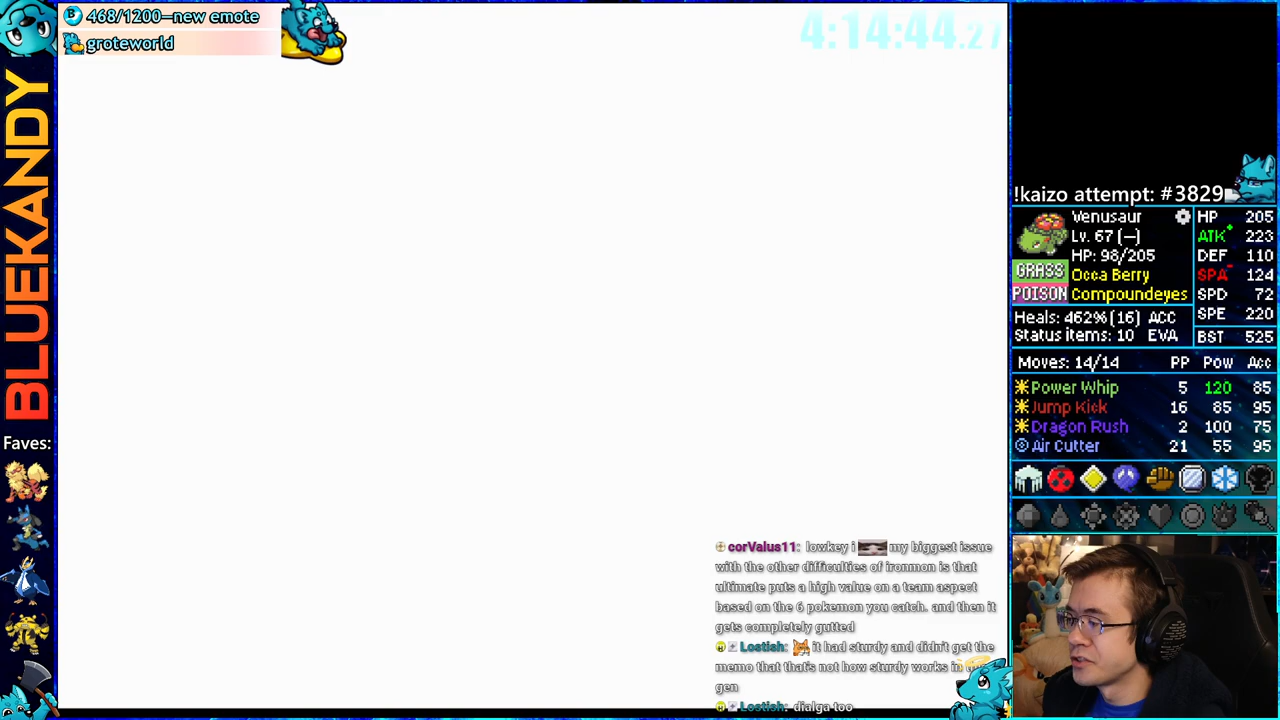 468/1200—new emote
groteworld
4:14:44.27
BLUEKANDY
Faves:
!kaizo attempt: #3829
Venusaur
Lv. 67 (—)
HP: 98/205
GRASS
Occa Berry
POISON
Compoundeyes
HP 205
ATK 223
DEF 110
SPA 124
SPD 72
SPE 220
BST 525
Heals: 462% (16) ACC
Status items: 10 EVA
Moves: 14/14 PP Pow Acc
Power Whip 5 120 85
Jump Kick 16 85 95
Dragon Rush 2 100 75
Air Cutter 21 55 95
corValus11: lowkey i my biggest issue
with the other difficulties of ironmon is that
ultimate puts a high value on a team aspect
based on the 6 pokemon you catch. and then it
gets completely gutted
Lostish: it had sturdy and didn't get the
memo that that's not how sturdy works in
gen
Lostish: dialga too